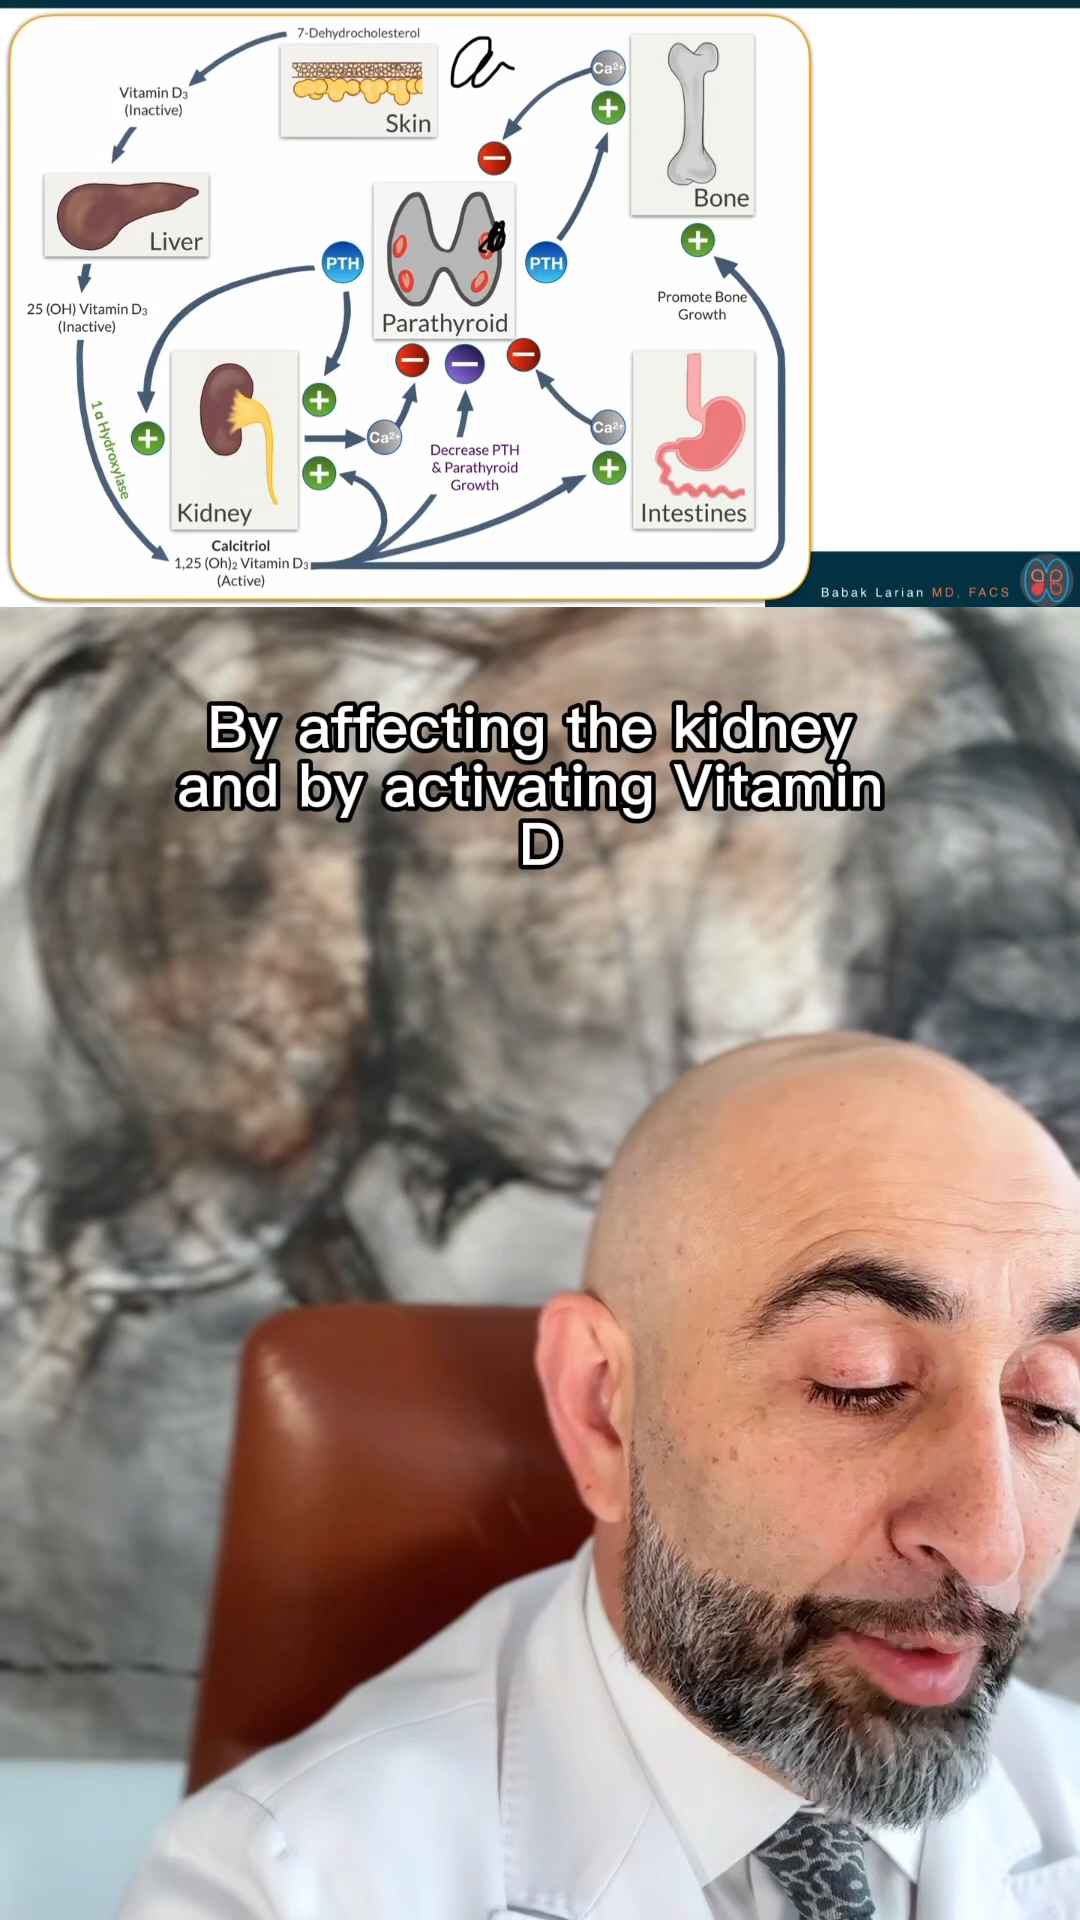 7-Dehydrocholesterol
Skin
Vitamin D₃
(Inactive)
Liver
25 (OH) Vitamin D₃
(Inactive)
1 α Hydroxylase
Kidney
Calcitriol
1,25 (Oh)₂ Vitamin D₃
(Active)
PTH
Parathyroid
PTH
Ca²⁺
Bone
Promote Bone
Growth
Ca²⁺
Decrease PTH
& Parathyroid
Growth
Ca²⁺
Intestines
Babak Larian MD, FACS
By affecting the kidney
and by activating Vitamin
D